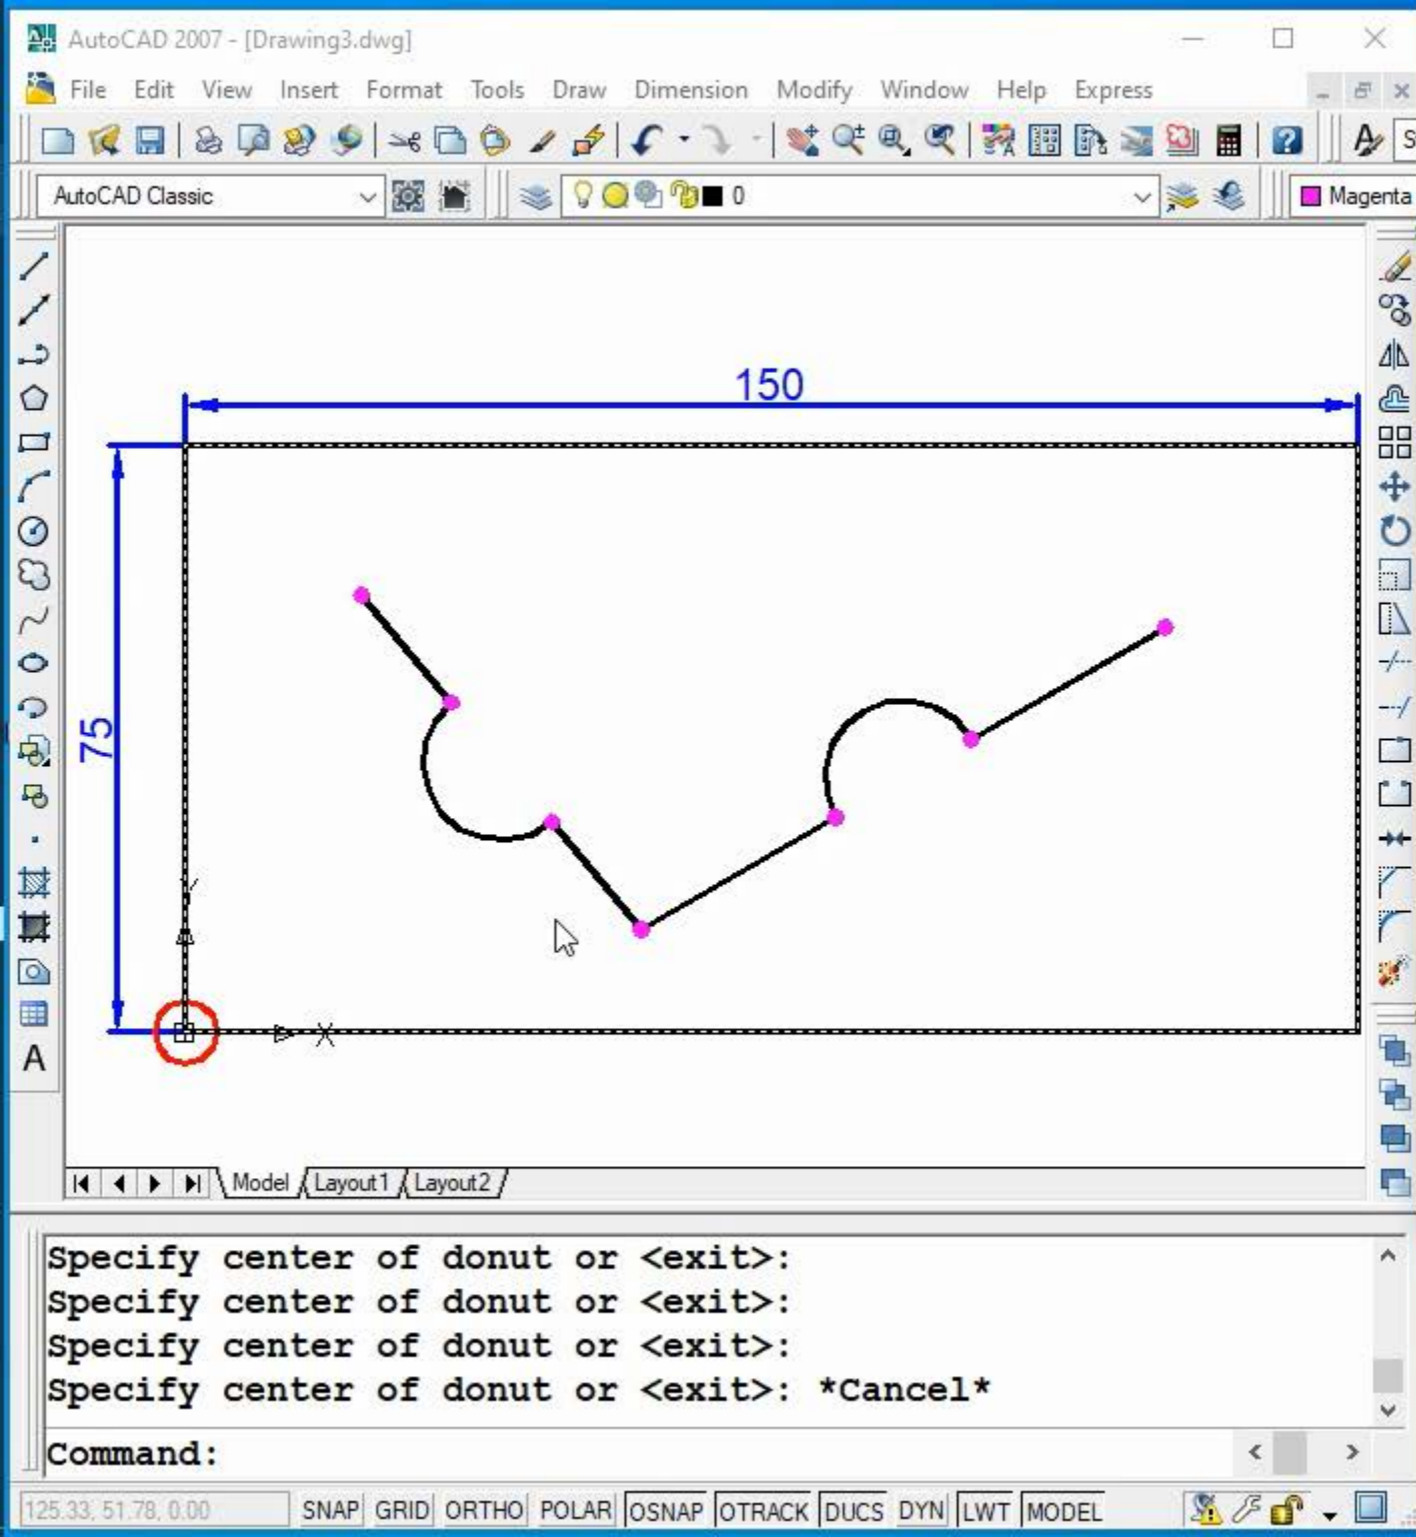 AutoCAD 2007 - [Drawing3.dwg]
File Edit View Insert Format Tools Draw Dimension Modify Window Help Express
A S
AutoCAD Classic 0 Magenta
150
75
Y
X
A
Model Layout1 Layout2
Specify center of donut or <exit>:
Specify center of donut or <exit>:
Specify center of donut or <exit>:
Specify center of donut or <exit>: *Cancel*
Command:
125.33, 51.78, 0.00 SNAP GRID ORTHO POLAR OSNAP OTRACK DUCS DYN LWT MODEL